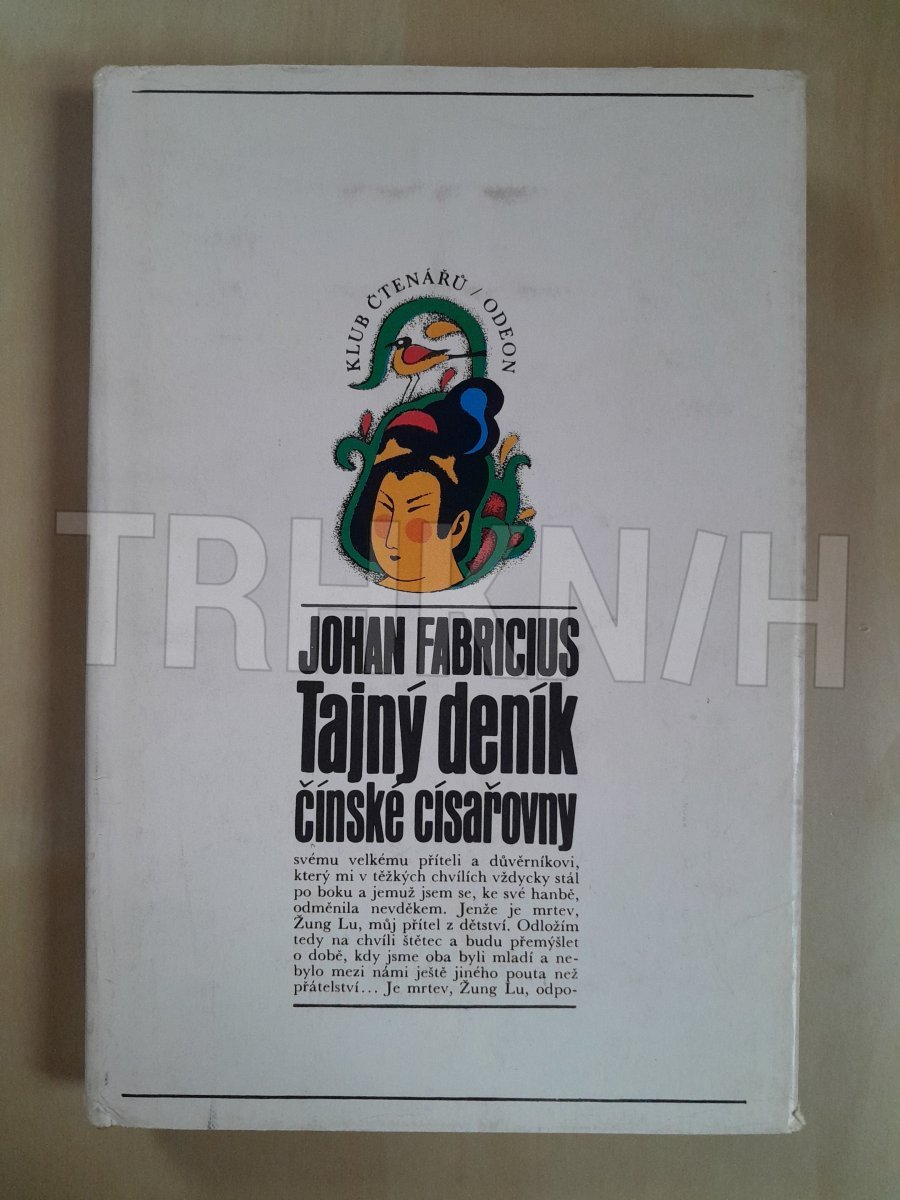 KLUB ČTENÁŘŮ / ODEON
JOHAN FABRICIUS
Tajný deník
čínské císařovny
svému velkému příteli a důvěrníkovi,
který mi v těžkých chvílích vždycky stál
po boku a jemuž jsem se, ke své hanbě,
odměnila nevděkem. Jenže je mrtev,
Žung Lu, můj přítel z dětství. Odložím
tedy na chvíli štětec a budu přemýšlet
o době, kdy jsme oba byli mladí a ne-
bylo mezi námi ještě jiného pouta než
přátelství... Je mrtev, Žung Lu, odpo-
TRHKN/H